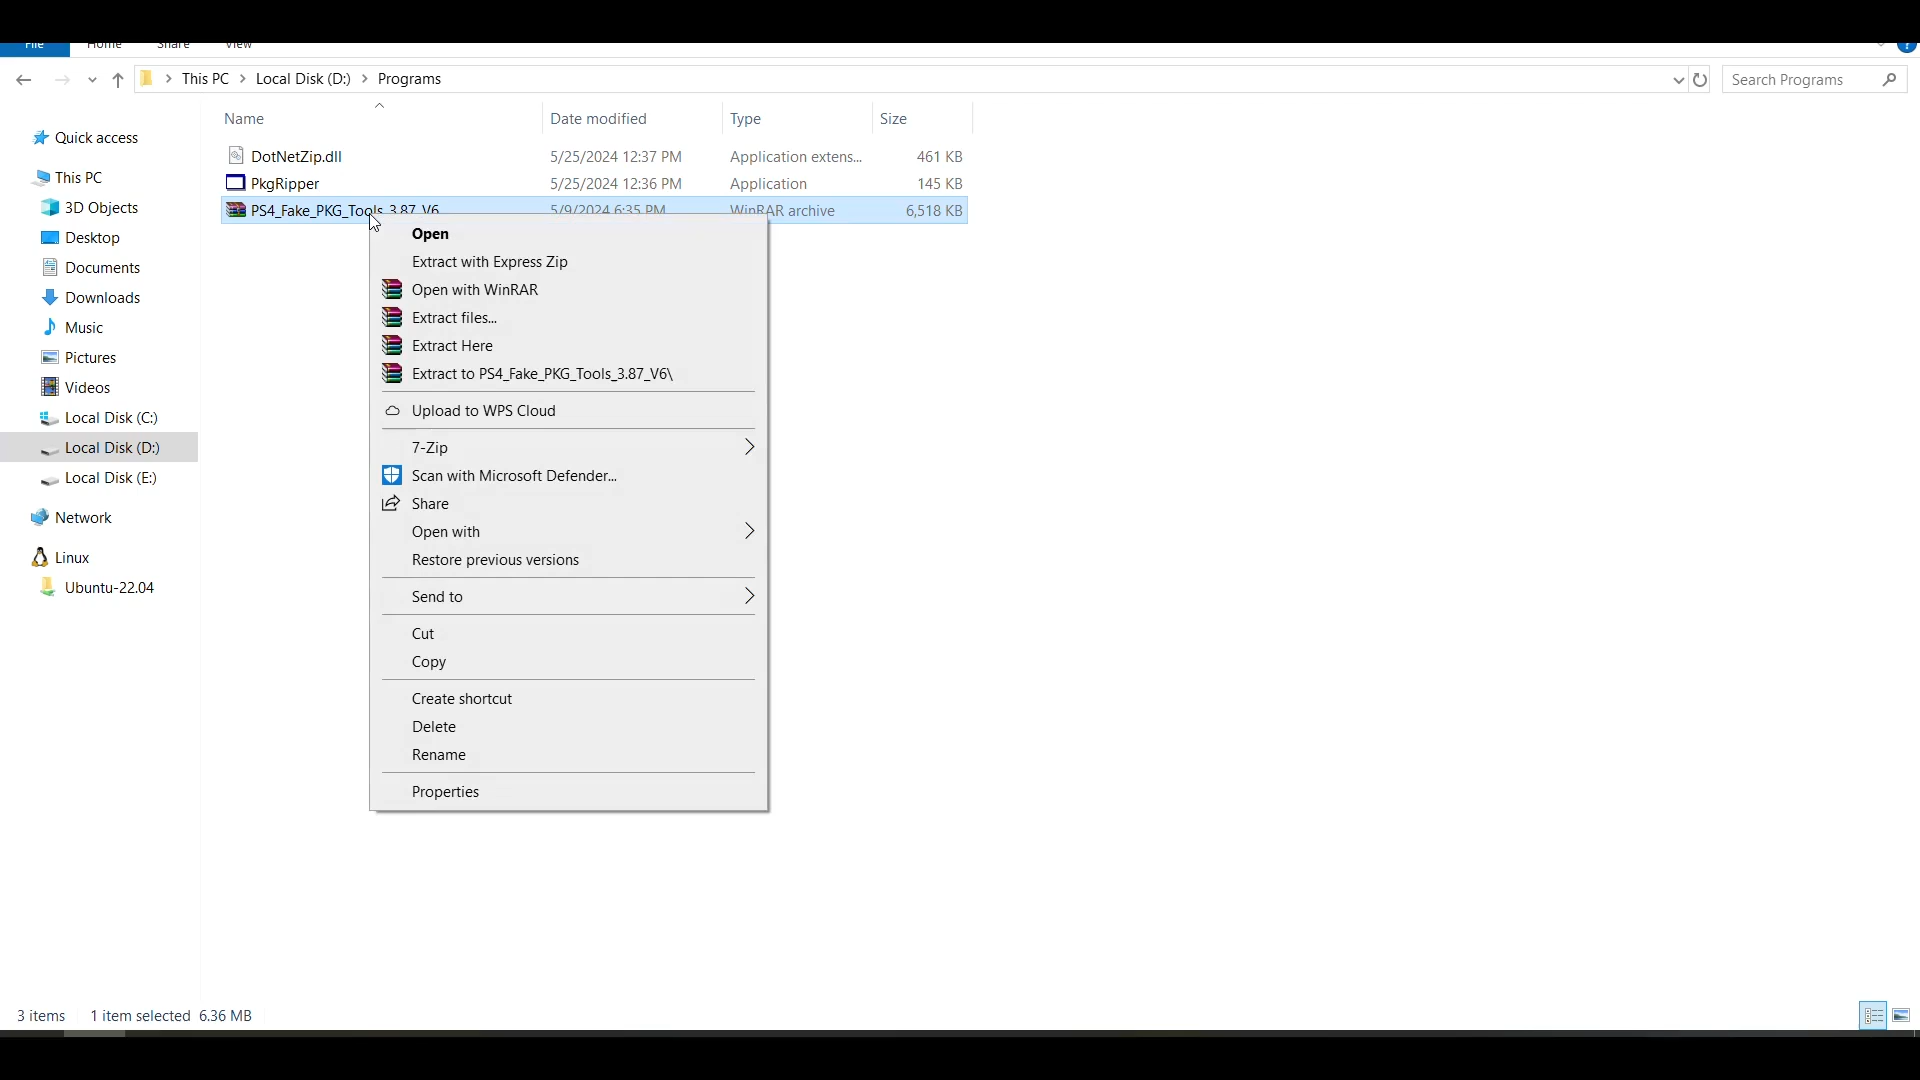 File Home Share View
This PC Local Disk (D:) Programs
Search Programs
Name Date modified Type Size
DotNetZip.dll 5/25/2024 12:37 PM Application extens... 461 KB
PkgRipper 5/25/2024 12:36 PM Application 145 KB
PS4_Fake_PKG_Tools_3.87_V6 5/9/2024 6:35 PM WinRAR archive 6,518 KB
Quick access
This PC
3D Objects
Desktop
Documents
Downloads
Music
Pictures
Videos
Local Disk (C:)
Local Disk (D:)
Local Disk (E:)
Network
Linux
Ubuntu-22.04
Open
Extract with Express Zip
Open with WinRAR
Extract files...
Extract Here
Extract to PS4_Fake_PKG_Tools_3.87_V6\
Upload to WPS Cloud
7-Zip
Scan with Microsoft Defender...
Share
Open with
Restore previous versions
Send to
Cut
Copy
Create shortcut
Delete
Rename
Properties
3 items 1 item selected 6.36 MB